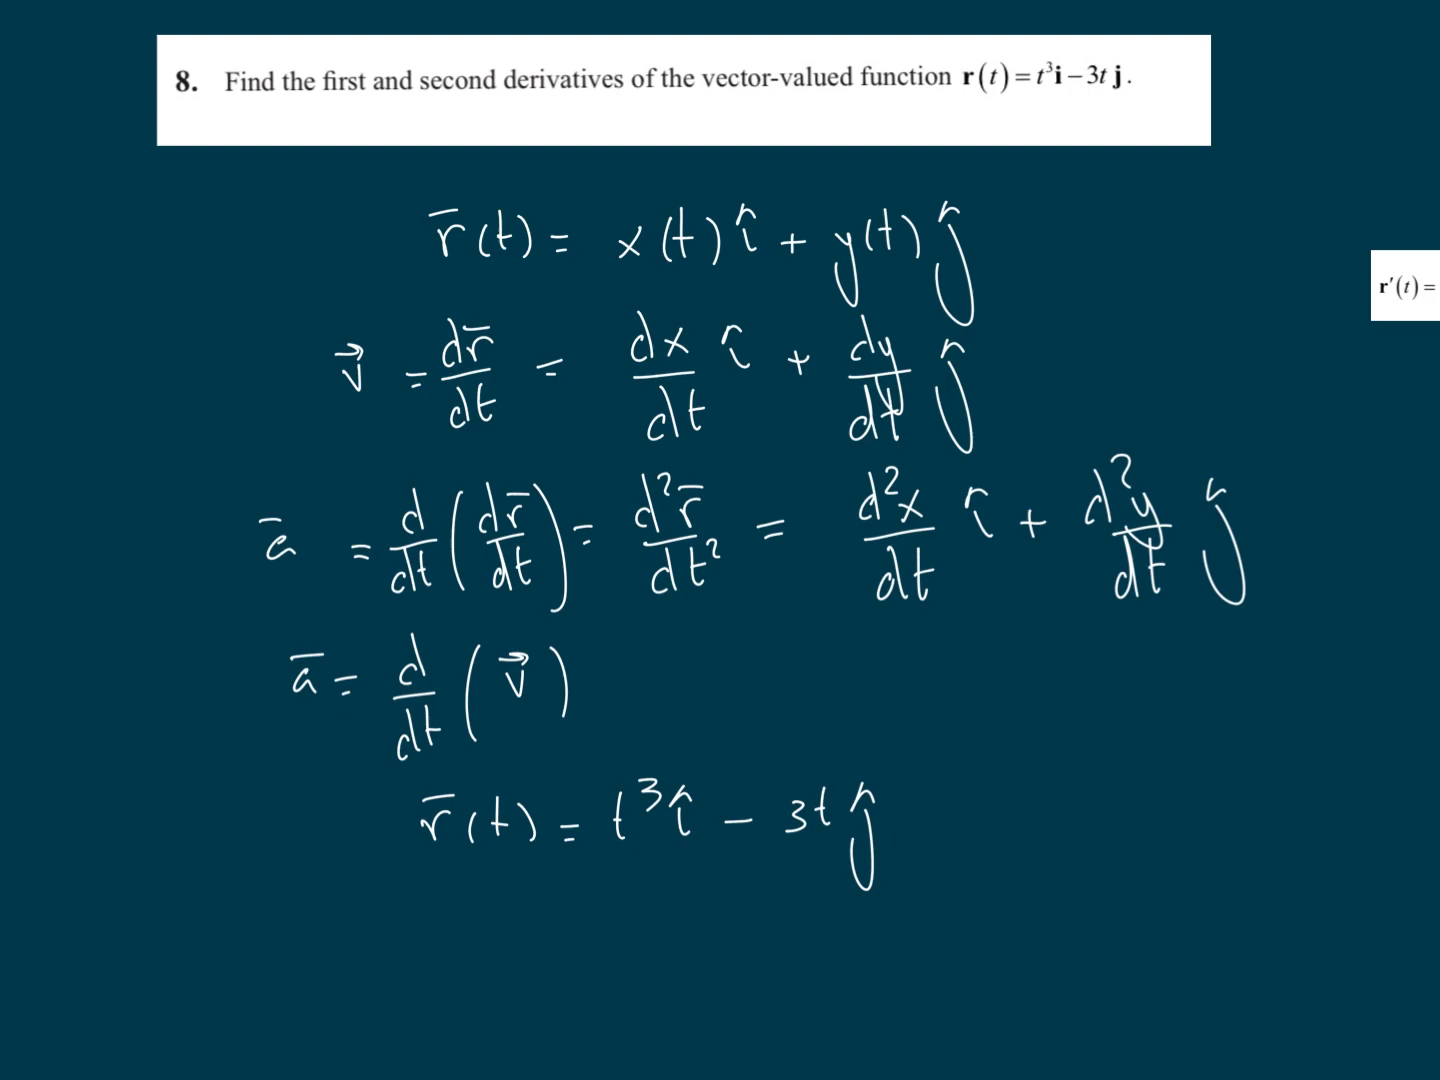 8. Find the first and second derivatives of the vector-valued function r(t) = t³i − 3t j.
r̅(t) = x(t) î + y(t) ĵ
r′(t) =
v⃗ = dr̅/dt = dx/dt î + dy/dt ĵ
a̅ = d/dt (dr̅/dt) = d²r̅/dt² = d²x/dt î + d²y/dt ĵ
a̅ = d/dt (v⃗)
r̅(t) = t³î − 3t ĵ